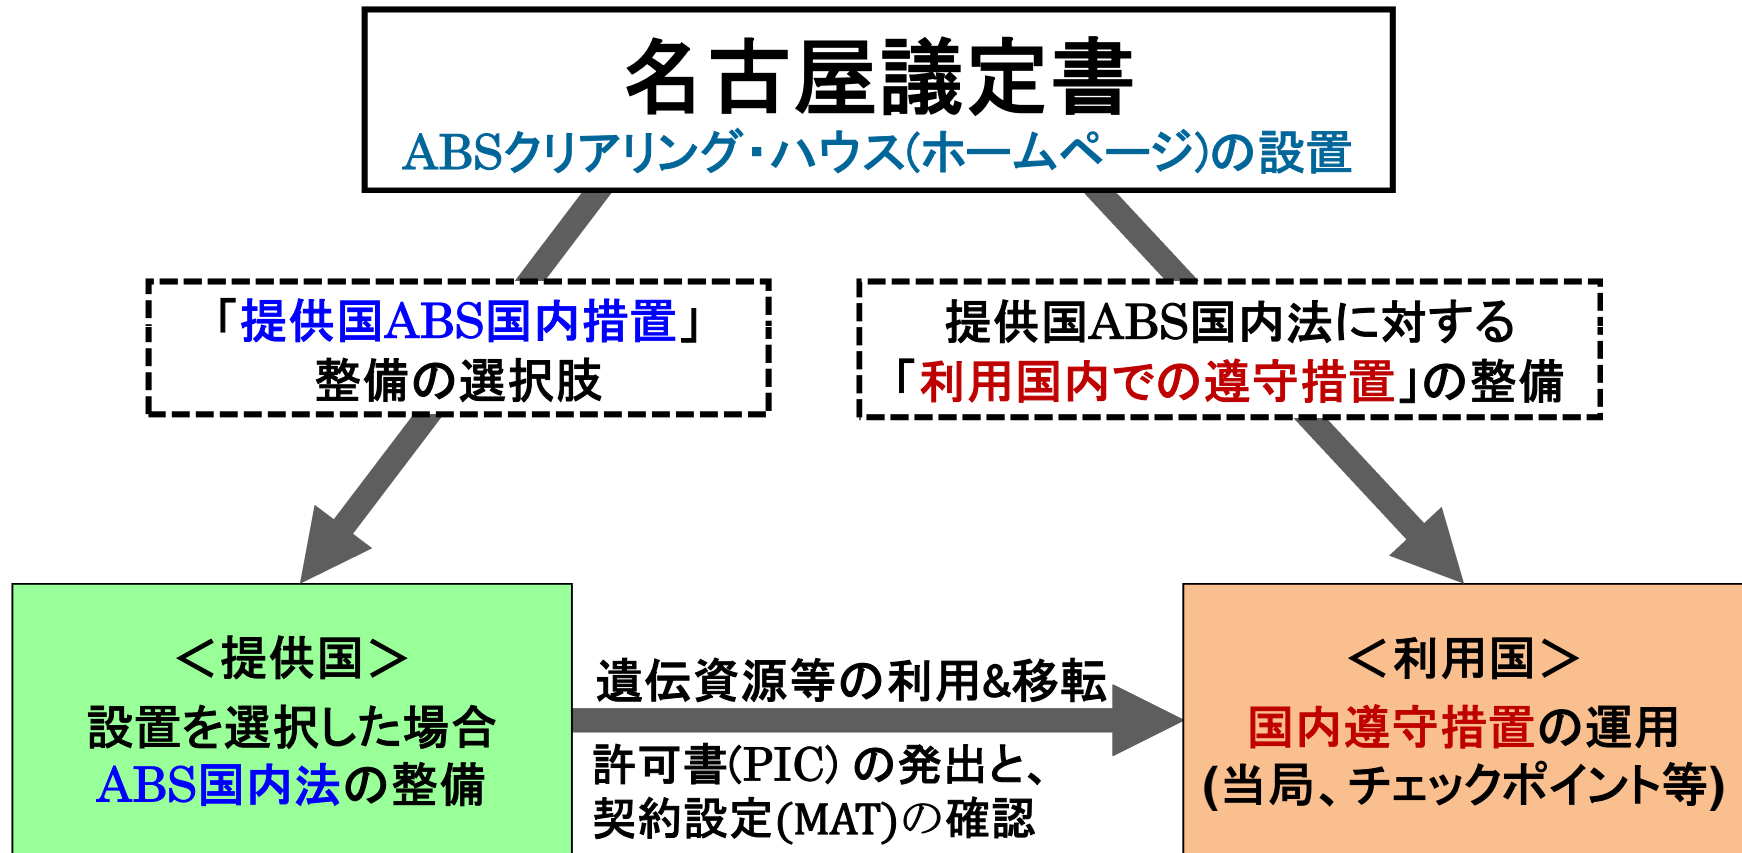 名古屋議定書
ABSクリアリング・ハウス(ホームページ)の設置
「提供国ABS国内措置」
整備の選択肢
提供国ABS国内法に対する
「利用国内での遵守措置」の整備
＜提供国＞
設置を選択した場合
ABS国内法の整備
遺伝資源等の利用&移転
許可書(PIC) の発出と、
契約設定(MAT)の確認
＜利用国＞
国内遵守措置の運用
(当局、チェックポイント等)